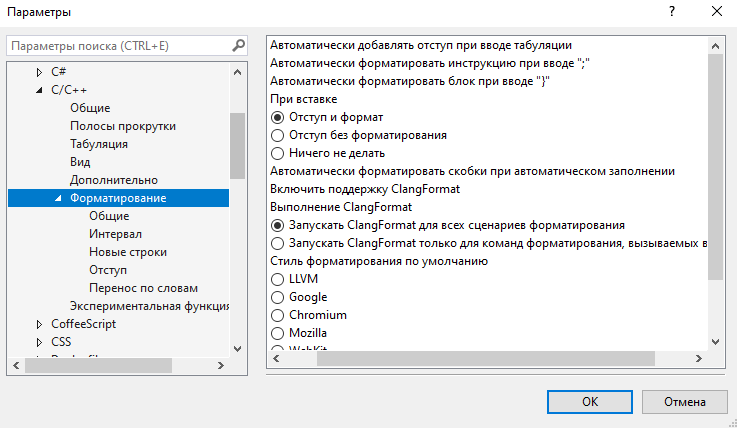 Параметры
?
Параметры поиска (CTRL+E)
C#
C/C++
Общие
Полосы прокрутки
Табуляция
Вид
Дополнительно
Форматирование
Общие
Интервал
Новые строки
Отступ
Перенос по словам
Экспериментальная функция
CoffeeScript
CSS
Автоматически добавлять отступ при вводе табуляции
Автоматически форматировать инструкцию при вводе ";"
Автоматически форматировать блок при вводе "}"
При вставке
Отступ и формат
Отступ без форматирования
Ничего не делать
Автоматически форматировать скобки при автоматическом заполнении
Включить поддержку ClangFormat
Выполнение ClangFormat
Запускать ClangFormat для всех сценариев форматирования
Запускать ClangFormat только для команд форматирования, вызываемых в
Стиль форматирования по умолчанию
LLVM
Google
Chromium
Mozilla
WebKit
OK
Отмена